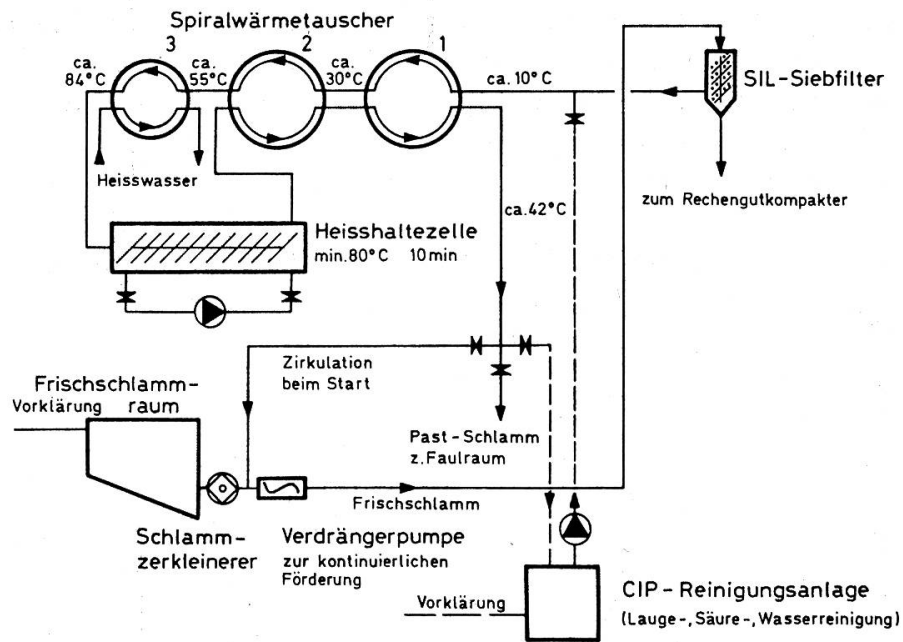 Spiralwärmetauscher
3
2
1
ca.
84°C
ca.
55°C
ca.
30°C
ca. 10°C
SIL-Siebfilter
Heisswasser
zum Rechengutkompakter
ca. 42°C
Heisshaltezelle
min. 80°C 10 min
Zirkulation
beim Start
Frischschlamm-
raum
Vorklärung
Past-Schlamm
z. Faulraum
Frischschlamm
Schlamm-
zerkleinerer
Verdrängerpumpe
zur kontinuierlichen
Förderung
Vorklärung
CIP-Reinigungsanlage
(Lauge-, Säure-, Wasserreinigung)